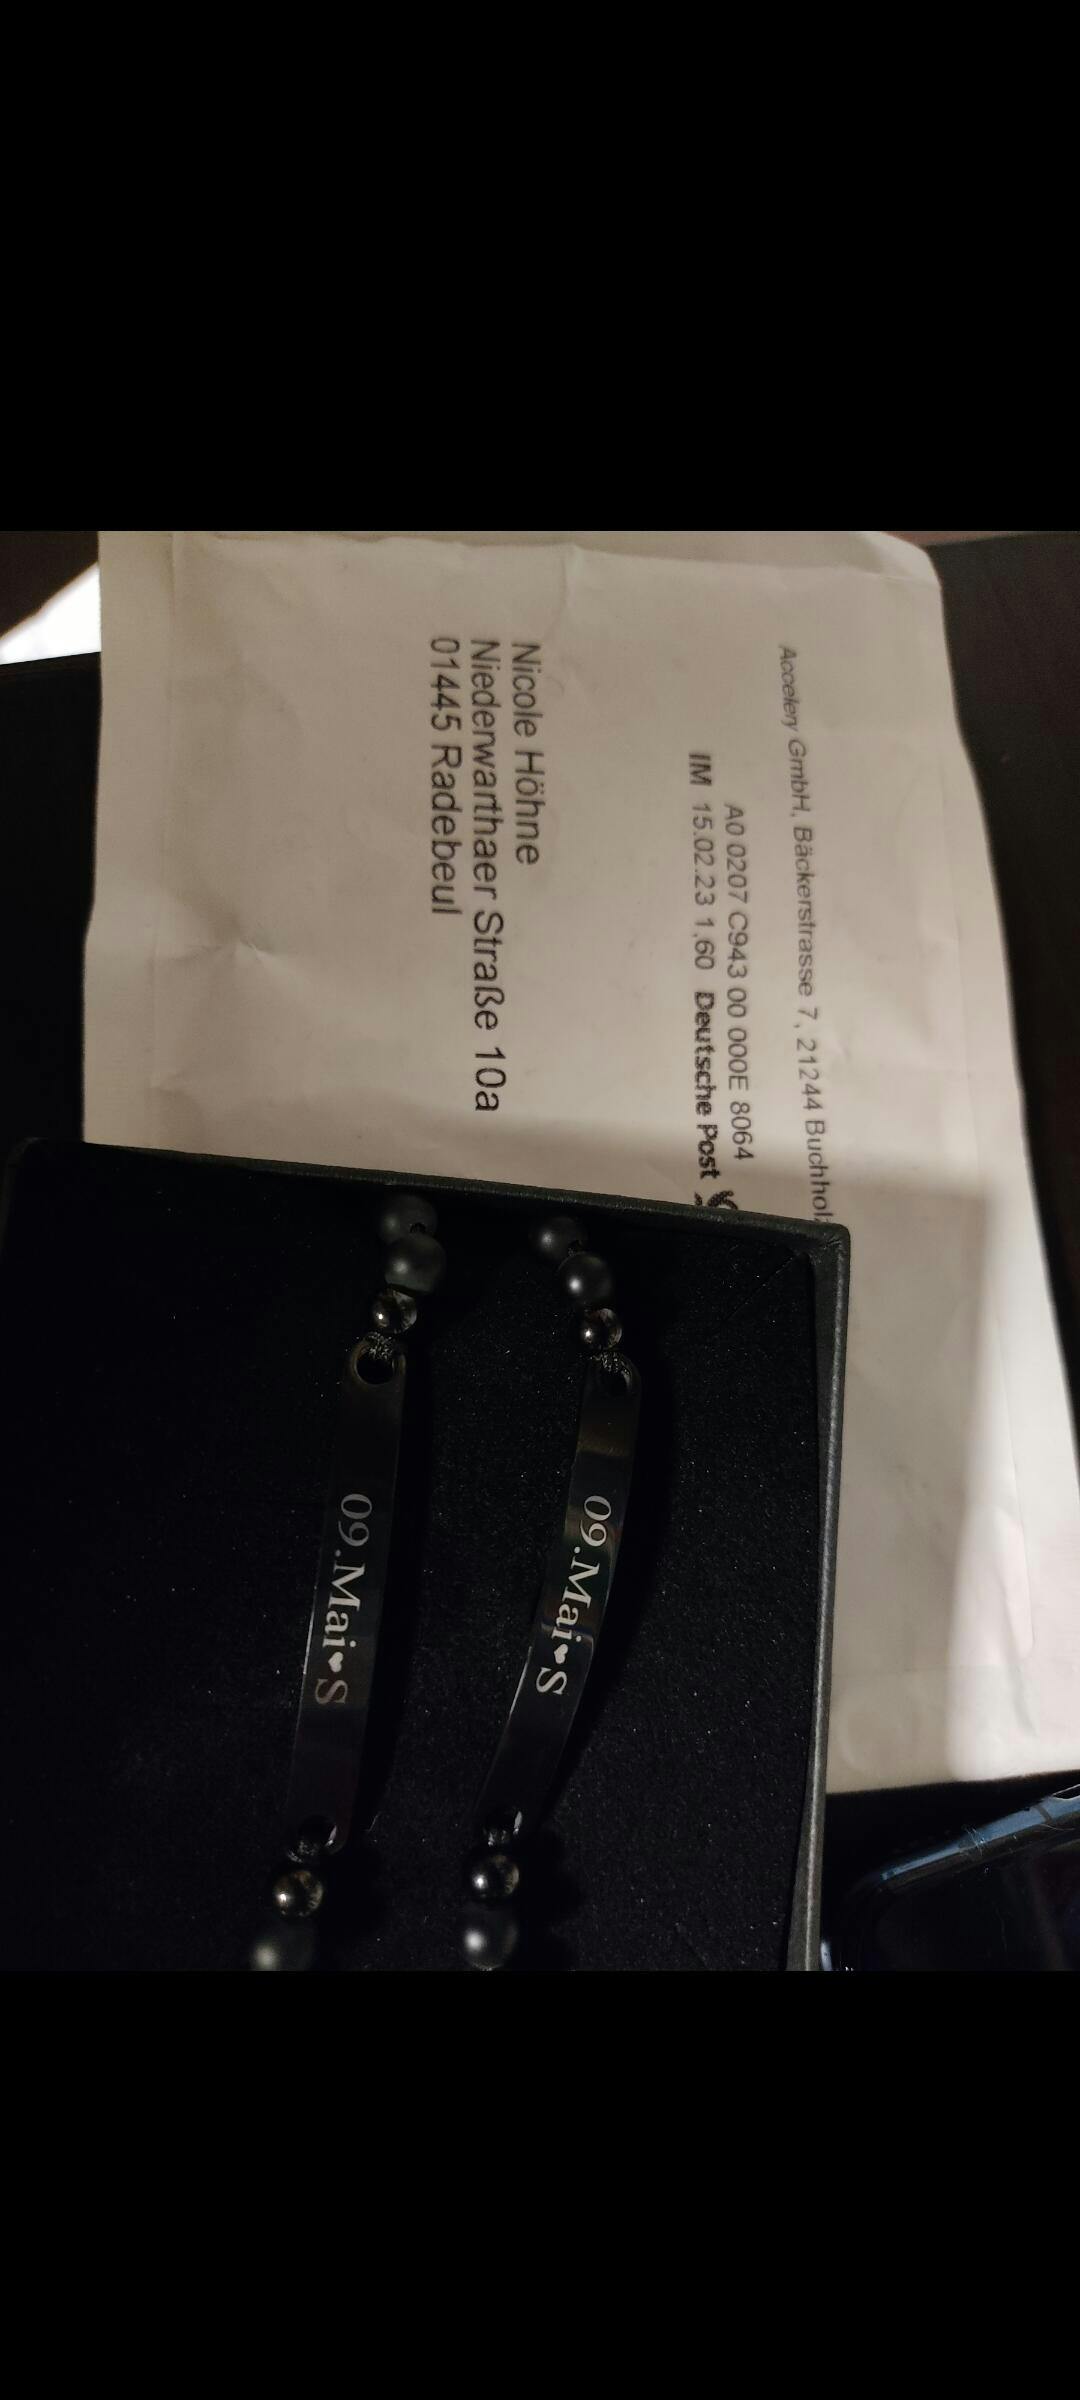 Accelery GmbH, Bäckerstrasse 7, 21244
A0 0207 C943 00 000E 8064
IM 15.02.23 1,60 Deutsche Post
Nicole Höhne
Niederwarthaer Straße 10a
01445 Radebeul
09.Mai♥S
09.Mai♥S